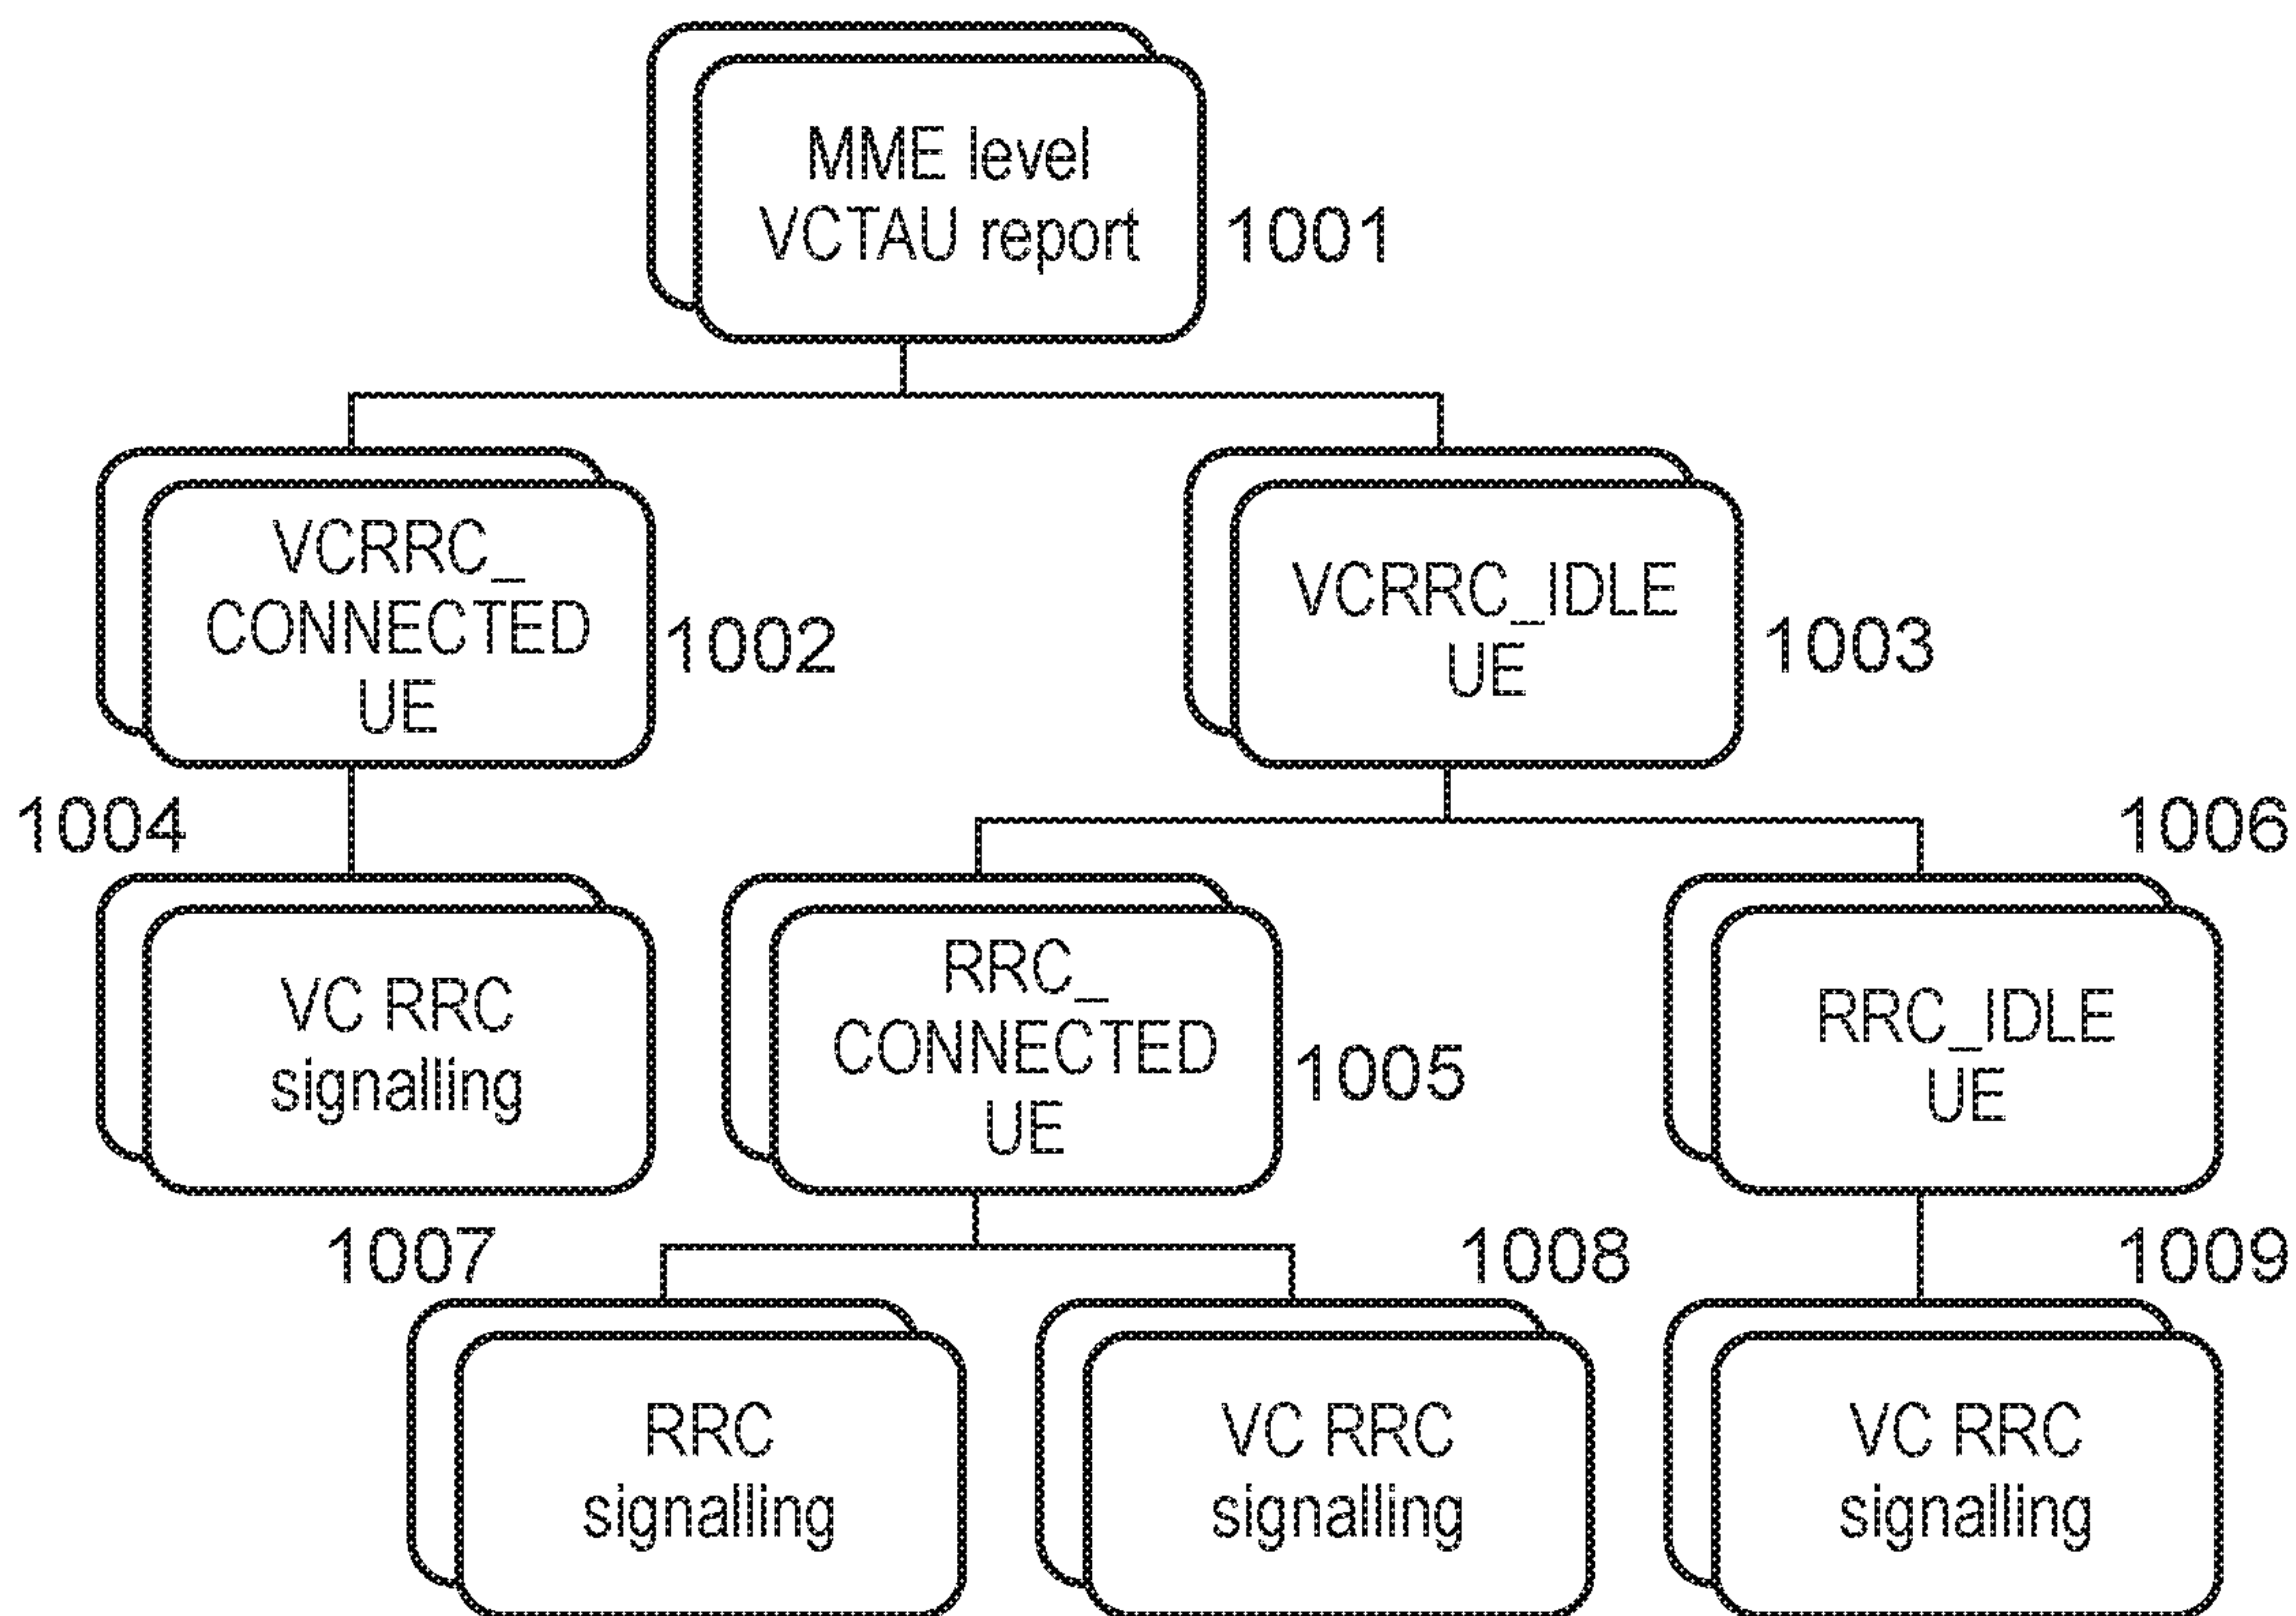 MME level
VCTAU report
1001
VCRRC_
CONNECTED
UE
1002
VCRRC_IDLE
UE
1003
1004
VC RRC
signalling
RRC_
CONNECTED
UE
1005
1006
RRC_IDLE
UE
1007
RRC
signalling
1008
VC RRC
signalling
1009
VC RRC
signalling